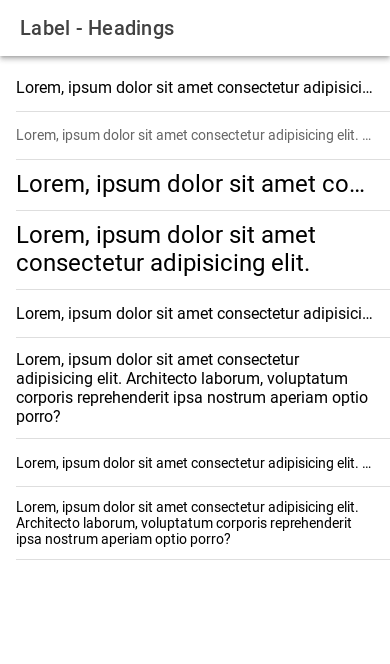 Label - Headings
Lorem, ipsum dolor sit amet consectetur adipisici...
Lorem, ipsum dolor sit amet consectetur adipisicing elit. ...
Lorem, ipsum dolor sit amet co...
Lorem, ipsum dolor sit amet
consectetur adipisicing elit.
Lorem, ipsum dolor sit amet consectetur adipisici...
Lorem, ipsum dolor sit amet consectetur
adipisicing elit. Architecto laborum, voluptatum
corporis reprehenderit ipsa nostrum aperiam optio
porro?
Lorem, ipsum dolor sit amet consectetur adipisicing elit. ...
Lorem, ipsum dolor sit amet consectetur adipisicing elit.
Architecto laborum, voluptatum corporis reprehenderit
ipsa nostrum aperiam optio porro?